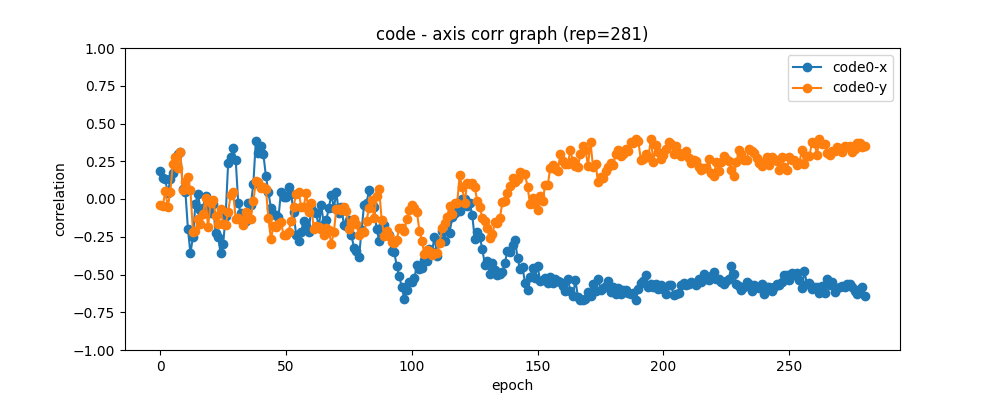 code - axis corr graph (rep=281)
1.00
0.75
0.50
0.25
0.00
−0.25
−0.50
−0.75
−1.00
correlation
code0-x
code0-y
0 50 100 150 200 250
epoch